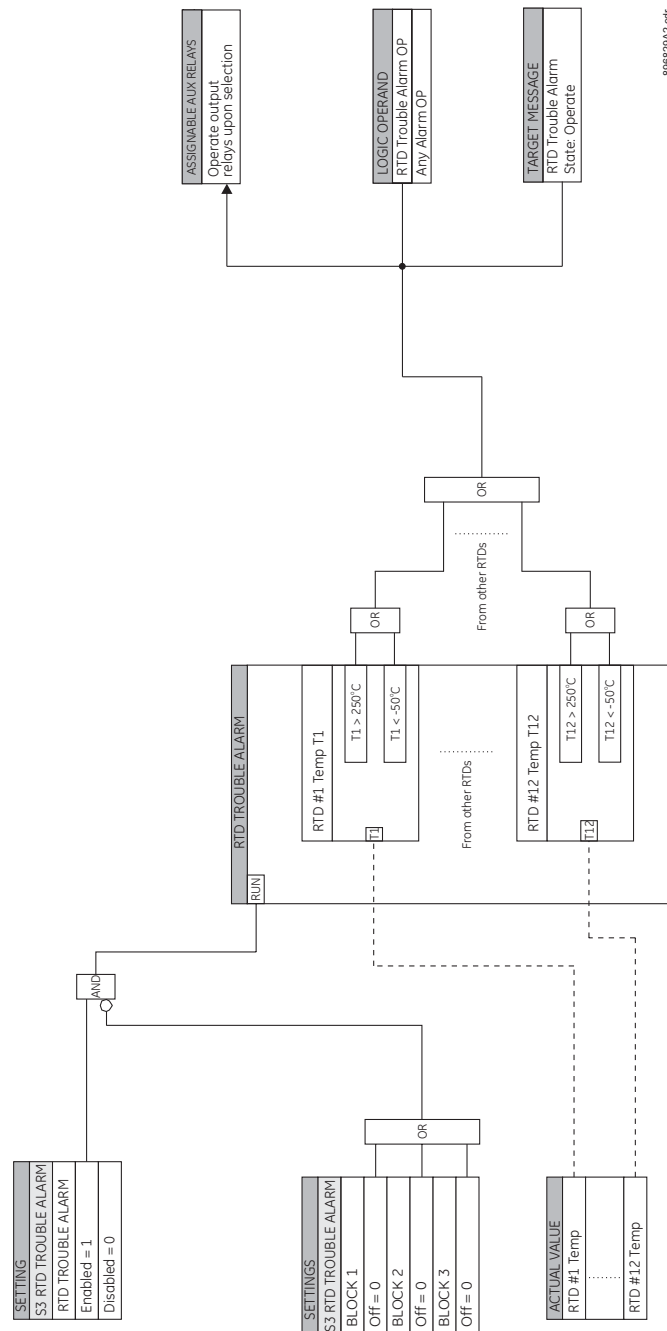 SETTING
S3 RTD TROUBLE ALARM
RTD TROUBLE ALARM
Enabled = 1
Disabled = 0
SETTINGS
S3 RTD TROUBLE ALARM
BLOCK 1
Off = 0
BLOCK 2
Off = 0
BLOCK 3
Off = 0
ACTUAL VALUE
RTD #1 Temp
............
RTD #12 Temp
OR
AND
RUN
RTD TROUBLE ALARM
RTD #1 Temp T1
T1
T1 > 250°C
T1 < -50°C
From other RTDs
RTD #12 Temp T12
T12
T12 > 250°C
T12 < -50°C
OR
OR
From other RTDs
OR
ASSIGNABLE AUX RELAYS
Operate output
relays upon selection
LOGIC OPERAND
RTD Trouble Alarm OP
Any Alarm OP
TARGET MESSAGE
RTD Trouble Alarm
State: Operate